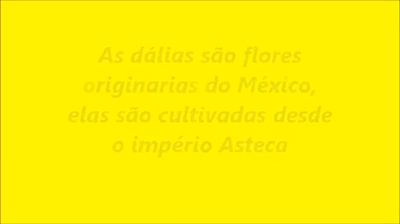 As dálias são flores
originarias do México,
elas são cultivadas desde
o império Asteca